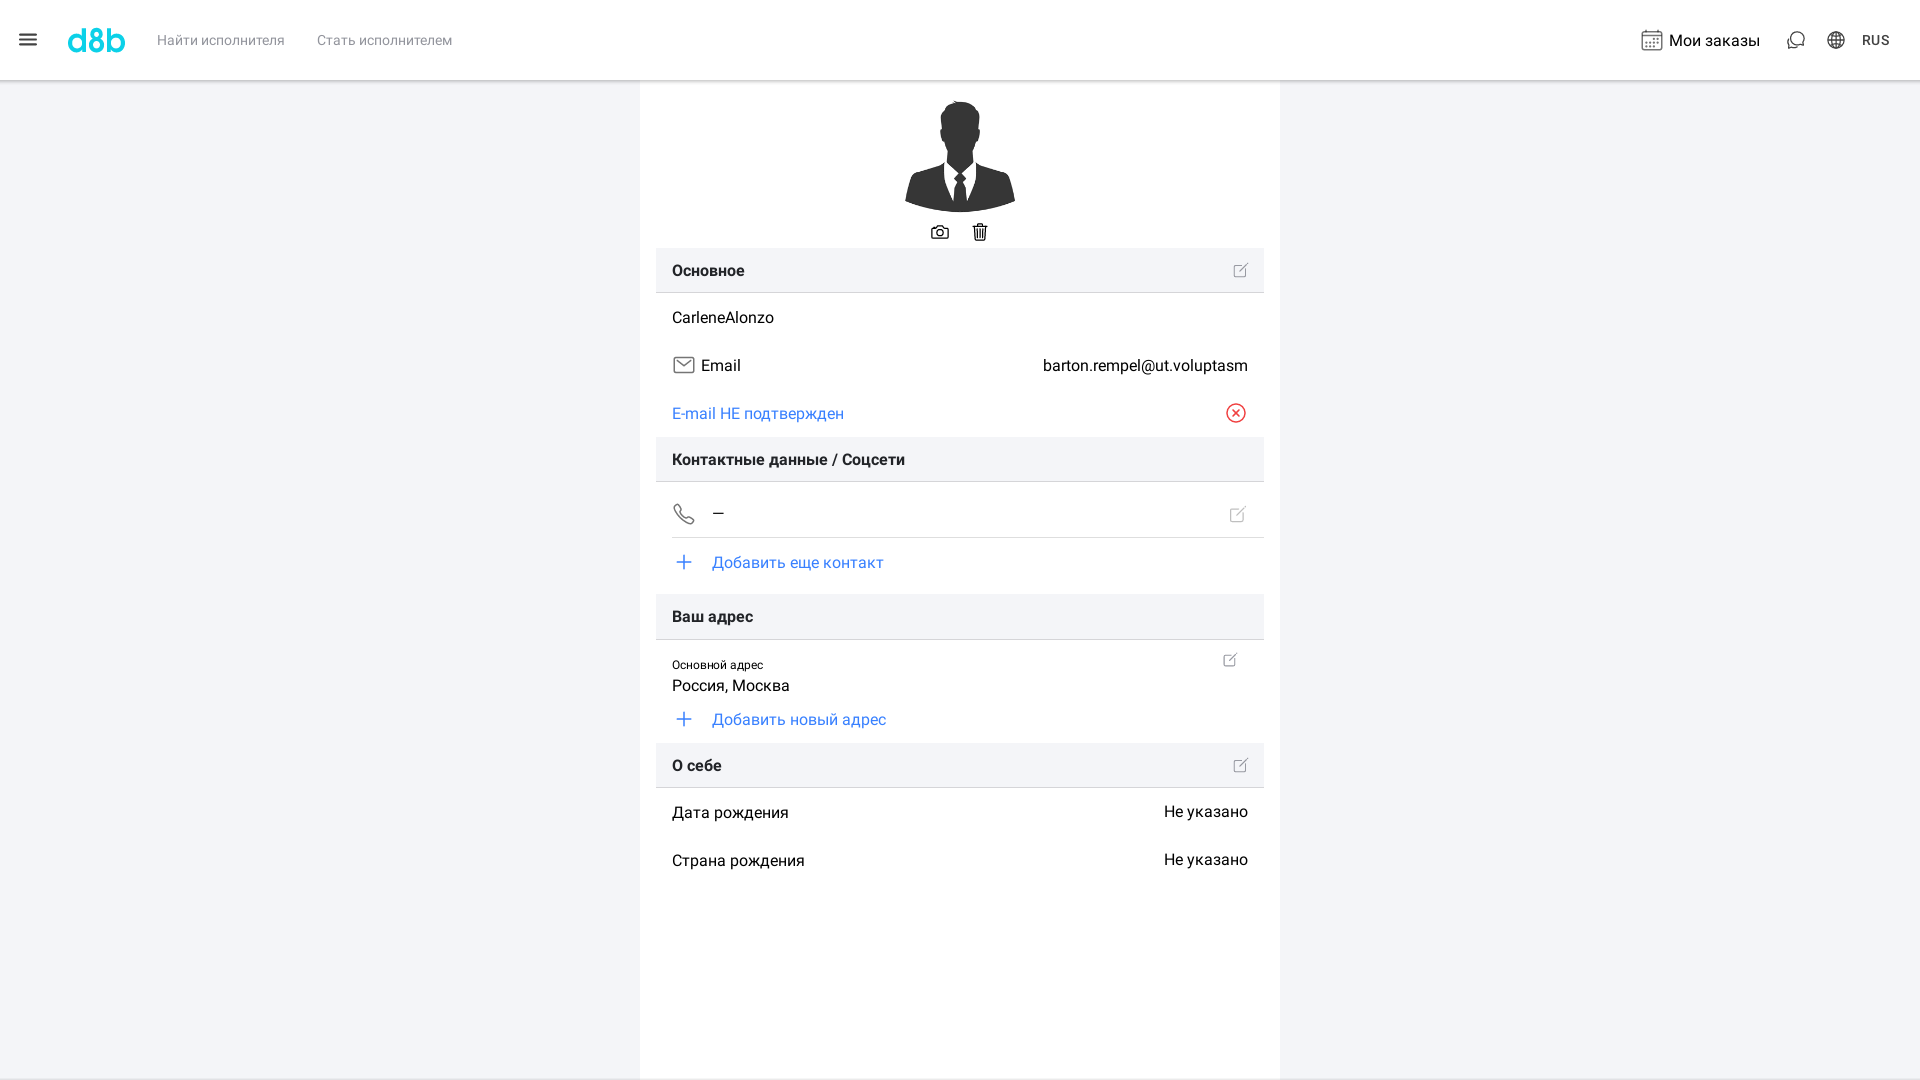 d8b
Найти исполнителя
Стать исполнителем
Мои заказы
RUS
Основное
CarleneAlonzo
Email
barton.rempel@ut.voluptasm
E-mail НЕ подтвержден
Контактные данные / Соцсети
—
Добавить еще контакт
Ваш адрес
Основной адрес
Россия, Москва
Добавить новый адрес
О себе
Дата рождения
Не указано
Страна рождения
Не указано